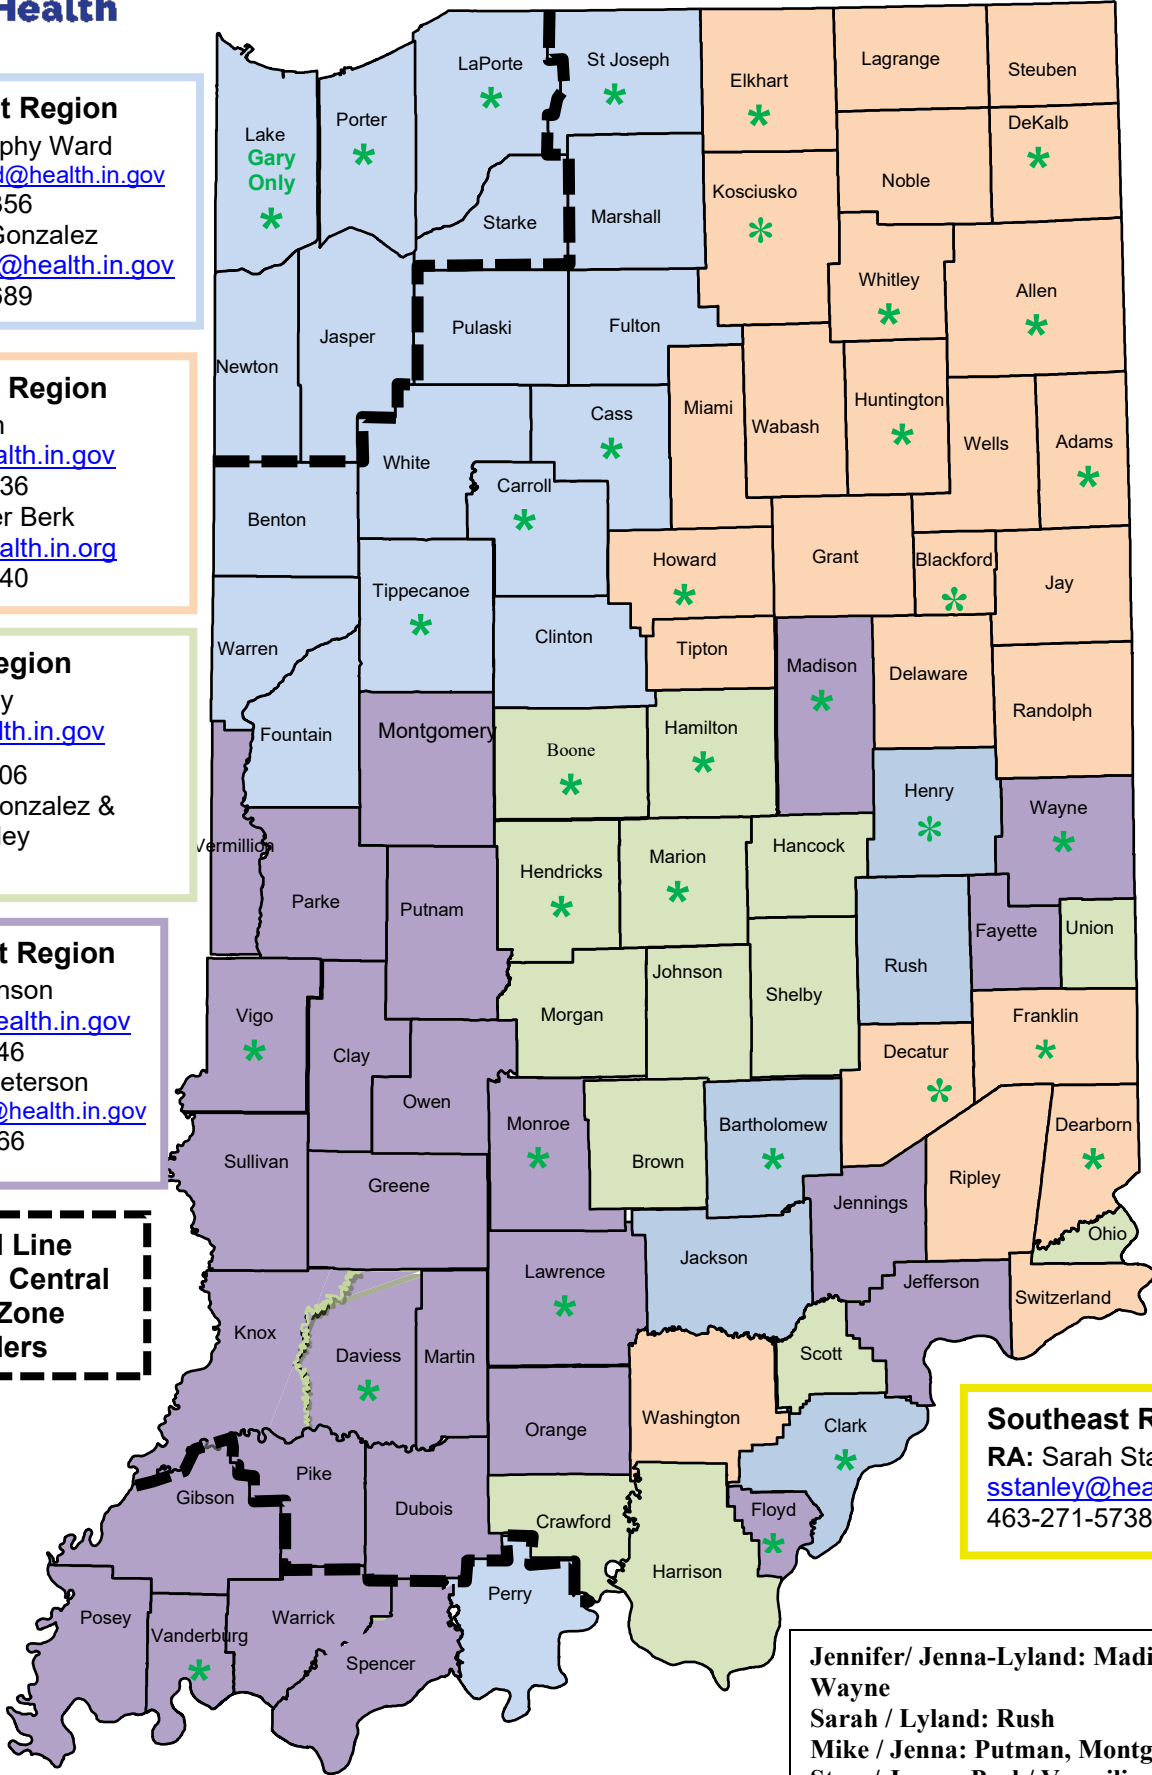 Health
t Region
phy Ward
d@health.in.gov
356
Gonzalez
@health.in.gov
689
Region
n
alth.in.gov
36
er Berk
ealth.in.org
40
egion
y
lth.in.gov
06
onzalez &
ley
t Region
nson
ealth.in.gov
46
eterson
@health.in.gov
66
l Line
Central
Zone
ders
LaPorte
*
St Joseph
*
Elkhart
*
Lagrange
Steuben
Lake
Gary
Only
*
Porter
*
DeKalb
*
Noble
Kosciusko
*
Starke
Marshall
Whitley
*
Allen
*
Newton
Jasper
Pulaski
Fulton
Miami
Wabash
Huntington
*
Wells
Adams
*
Cass
*
White
Carroll
*
Benton
Howard
*
Grant
Blackford
*
Jay
Tippecanoe
*
Warren
Clinton
Tipton
Madison
*
Delaware
Randolph
Fountain
Montgomery
Boone
*
Hamilton
*
Henry
*
Wayne
*
Vermillion
Parke
Putnam
Hendricks
*
Marion
*
Hancock
Fayette
Union
Rush
Vigo
*
Clay
Morgan
Johnson
Shelby
Franklin
*
Decatur
*
Owen
Monroe
*
Brown
Bartholomew
*
Dearborn
*
Sullivan
Greene
Jennings
Ripley
Ohio
Jackson
Lawrence
*
Jefferson
Switzerland
Knox
Daviess
*
Martin
Scott
Orange
Washington
Clark
*
Pike
Gibson
Dubois
Crawford
Floyd
*
Harrison
Perry
Posey
Vanderburg
*
Warrick
Spencer
Southeast R
RA: Sarah Sta
sstanley@hea
463-271-5738
Jennifer/ Jenna-Lyland: Madi
Wayne
Sarah / Lyland: Rush
Mike / Jenna: Putman, Montg